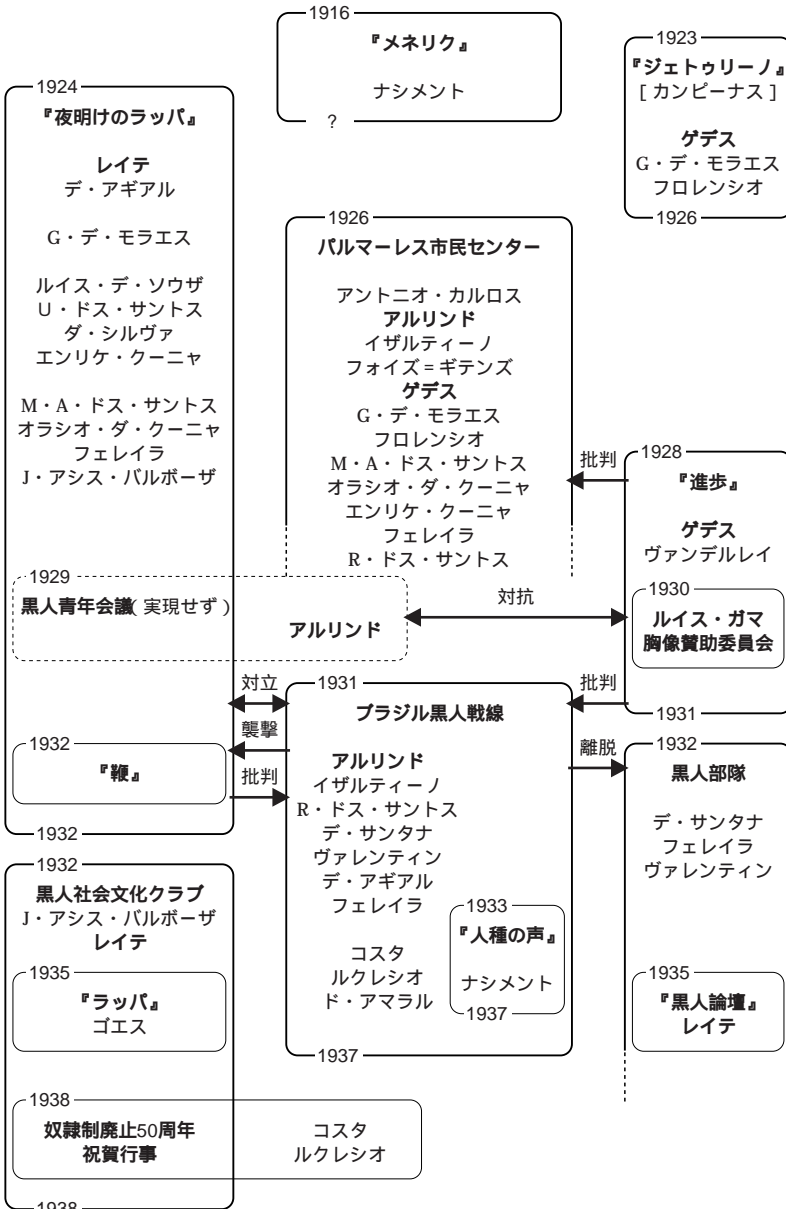 1916
『メネリク』
ナシメント
?
1923
『ジェトゥリーノ』
[カンピーナス]
ゲデス
G・デ・モラエス
フロレンシオ
1926
1924
『夜明けのラッパ』
レイテ
デ・アギアル
G・デ・モラエス
ルイス・デ・ソウザ
U・ドス・サントス
ダ・シルヴァ
エンリケ・クーニャ
M・A・ドス・サントス
オラシオ・ダ・クーニャ
フェレイラ
J・アシス・バルボーザ
1926
パルマーレス市民センター
アントニオ・カルロス
アルリンド
イザルティーノ
フォイズ=ギテンズ
ゲデス
G・デ・モラエス
フロレンシオ
M・A・ドス・サントス
オラシオ・ダ・クーニャ
エンリケ・クーニャ
フェレイラ
R・ドス・サントス
批判
1928
『進歩』
ゲデス
ヴァンデルレイ
1930
ルイス・ガマ
胸像賛助委員会
1931
1929
黒人青年会議(実現せず)
アルリンド
対抗
対立
襲撃
批判
1931
ブラジル黒人戦線
アルリンド
イザルティーノ
R・ドス・サントス
デ・サンタナ
ヴァレンティン
デ・アギアル
フェレイラ
コスタ
ルクレシオ
ド・アマラル
1933
『人種の声』
ナシメント
1937
1937
批判
離脱
1932
『鞭』
1932
1932
黒人部隊
デ・サンタナ
フェレイラ
ヴァレンティン
1935
『黒人論壇』
レイテ
1932
黒人社会文化クラブ
J・アシス・バルボーザ
レイテ
1935
『ラッパ』
ゴエス
1938
奴隷制廃止50周年
祝賀行事
コスタ
ルクレシオ
1938